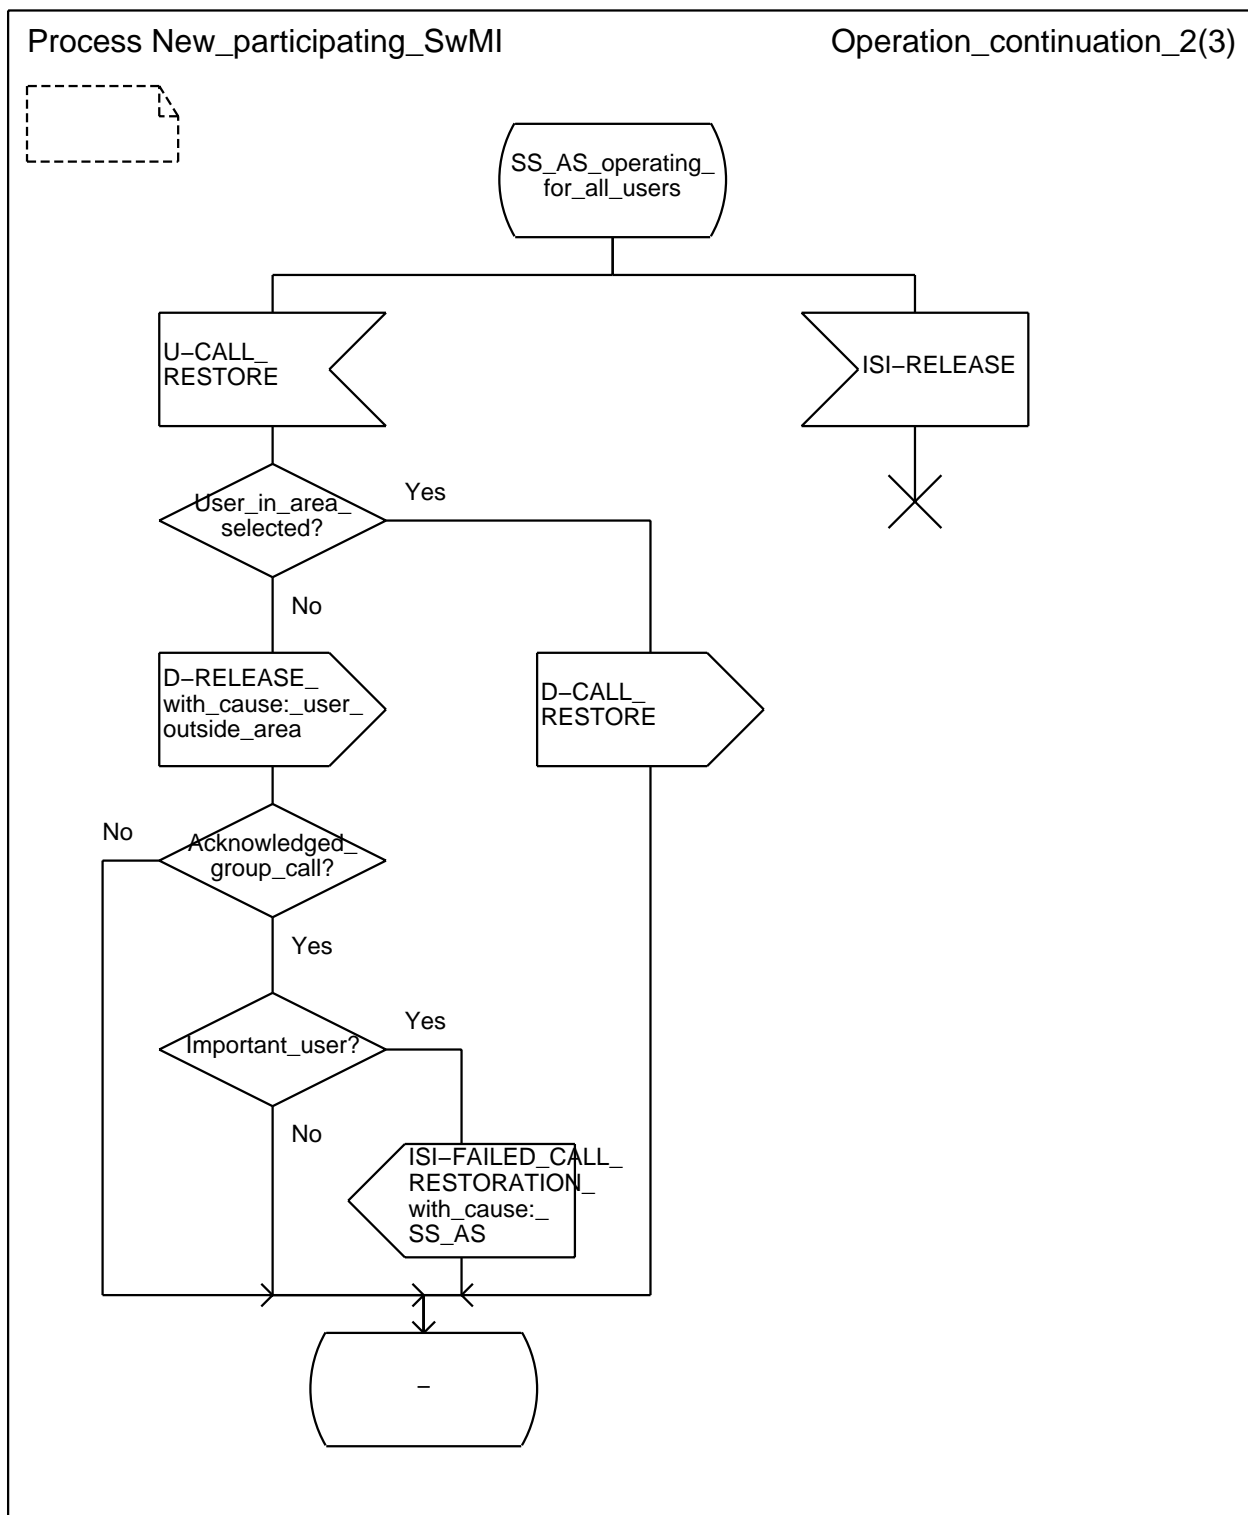 Process New_participating_SwMI
Operation_continuation_2(3)
SS_AS_operating_
for_all_users
U−CALL_
RESTORE
ISI−RELEASE
User_in_area_
selected?
Yes
No
D−RELEASE_
with_cause:_user_
outside_area
D−CALL_
RESTORE
No
Acknowledged_
group_call?
Yes
Important_user?
Yes
No
ISI−FAILED_CALL_
RESTORATION_
with_cause:_
SS_AS
−